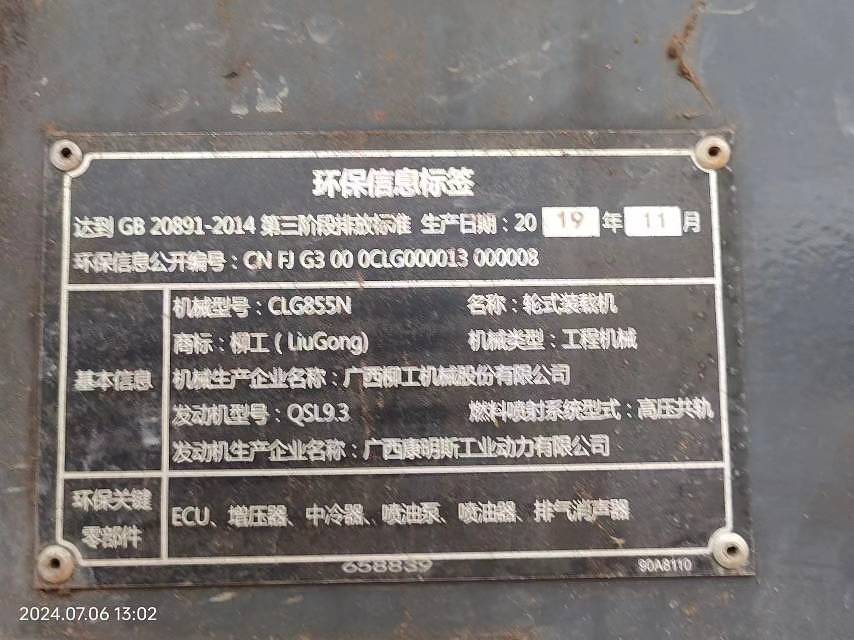 环保信息标签
达到 GB 20891-2014 第三阶段排放标准 生产日期：20 19 年 11 月
环保信息公开编号：CN FJ G3 00 0CLG000013 000008
基本信息
机械型号：CLG855N 名称：轮式装载机
商标：柳工（LiuGong） 机械类型：工程机械
机械生产企业名称：广西柳工机械股份有限公司
发动机型号：QSL9.3 燃料喷射系统型式：高压共轨
发动机生产企业名称：广西康明斯工业动力有限公司
环保关键
零部件
ECU、增压器、中冷器、喷油泵、喷油器、排气消声器
658839 90A8110
2024.07.06 13:02